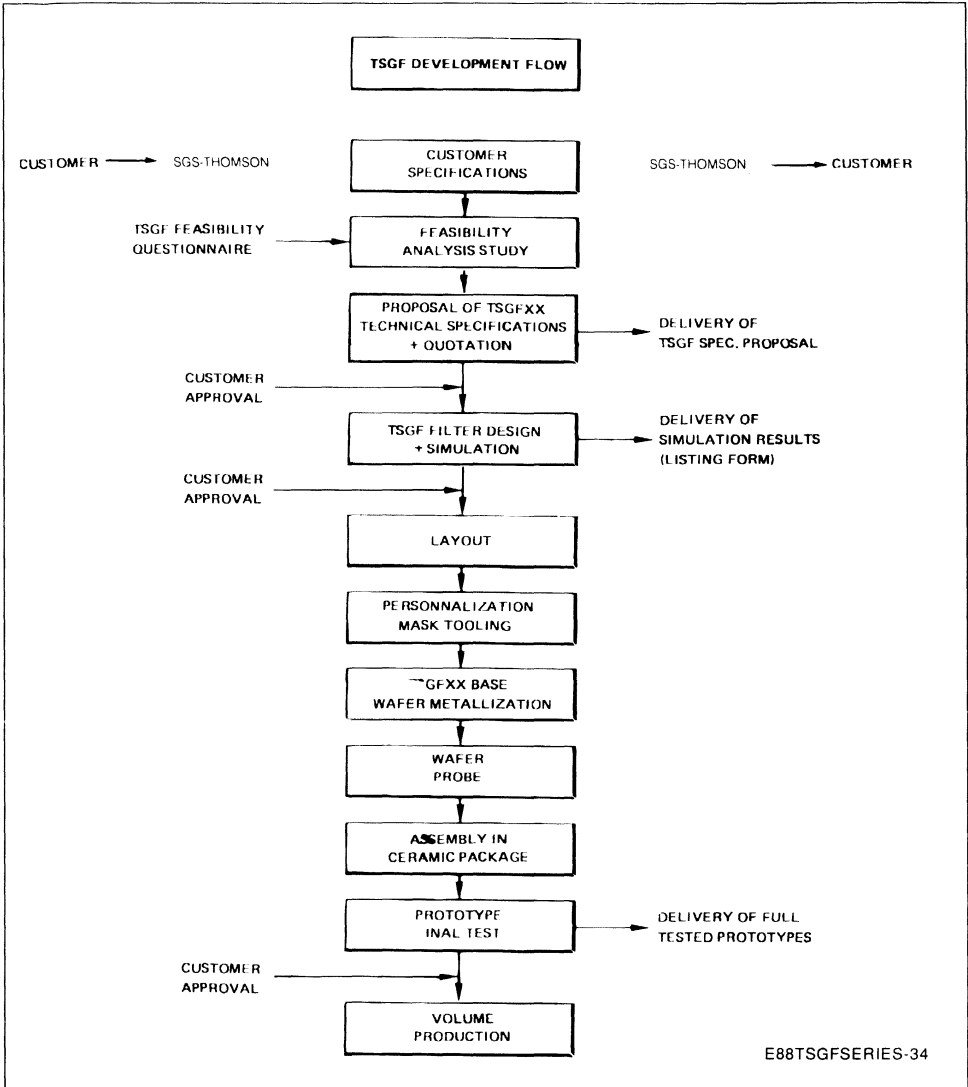 TSGF DEVELOPMENT FLOW
CUSTOMER
SGS-THOMSON
CUSTOMER
SPECIFICATIONS
SGS-THOMSON
CUSTOMER
TSGF FEASIBILITY
QUESTIONNAIRE
FEASIBILITY
ANALYSIS STUDY
PROPOSAL OF TSGFXX
TECHNICAL SPECIFICATIONS
+ QUOTATION
DELIVERY OF
TSGF SPEC. PROPOSAL
CUSTOMER
APPROVAL
TSGF FILTER DESIGN
+ SIMULATION
DELIVERY OF
SIMULATION RESULTS
(LISTING FORM)
CUSTOMER
APPROVAL
LAYOUT
PERSONNALIZATION
MASK TOOLING
GFXX BASE
WAFER METALLIZATION
WAFER
PROBE
ASSEMBLY IN
CERAMIC PACKAGE
PROTOTYPE
INAL TEST
DELIVERY OF FULL
TESTED PROTOTYPES
CUSTOMER
APPROVAL
VOLUME
PRODUCTION
E88TSGFSERIES-34